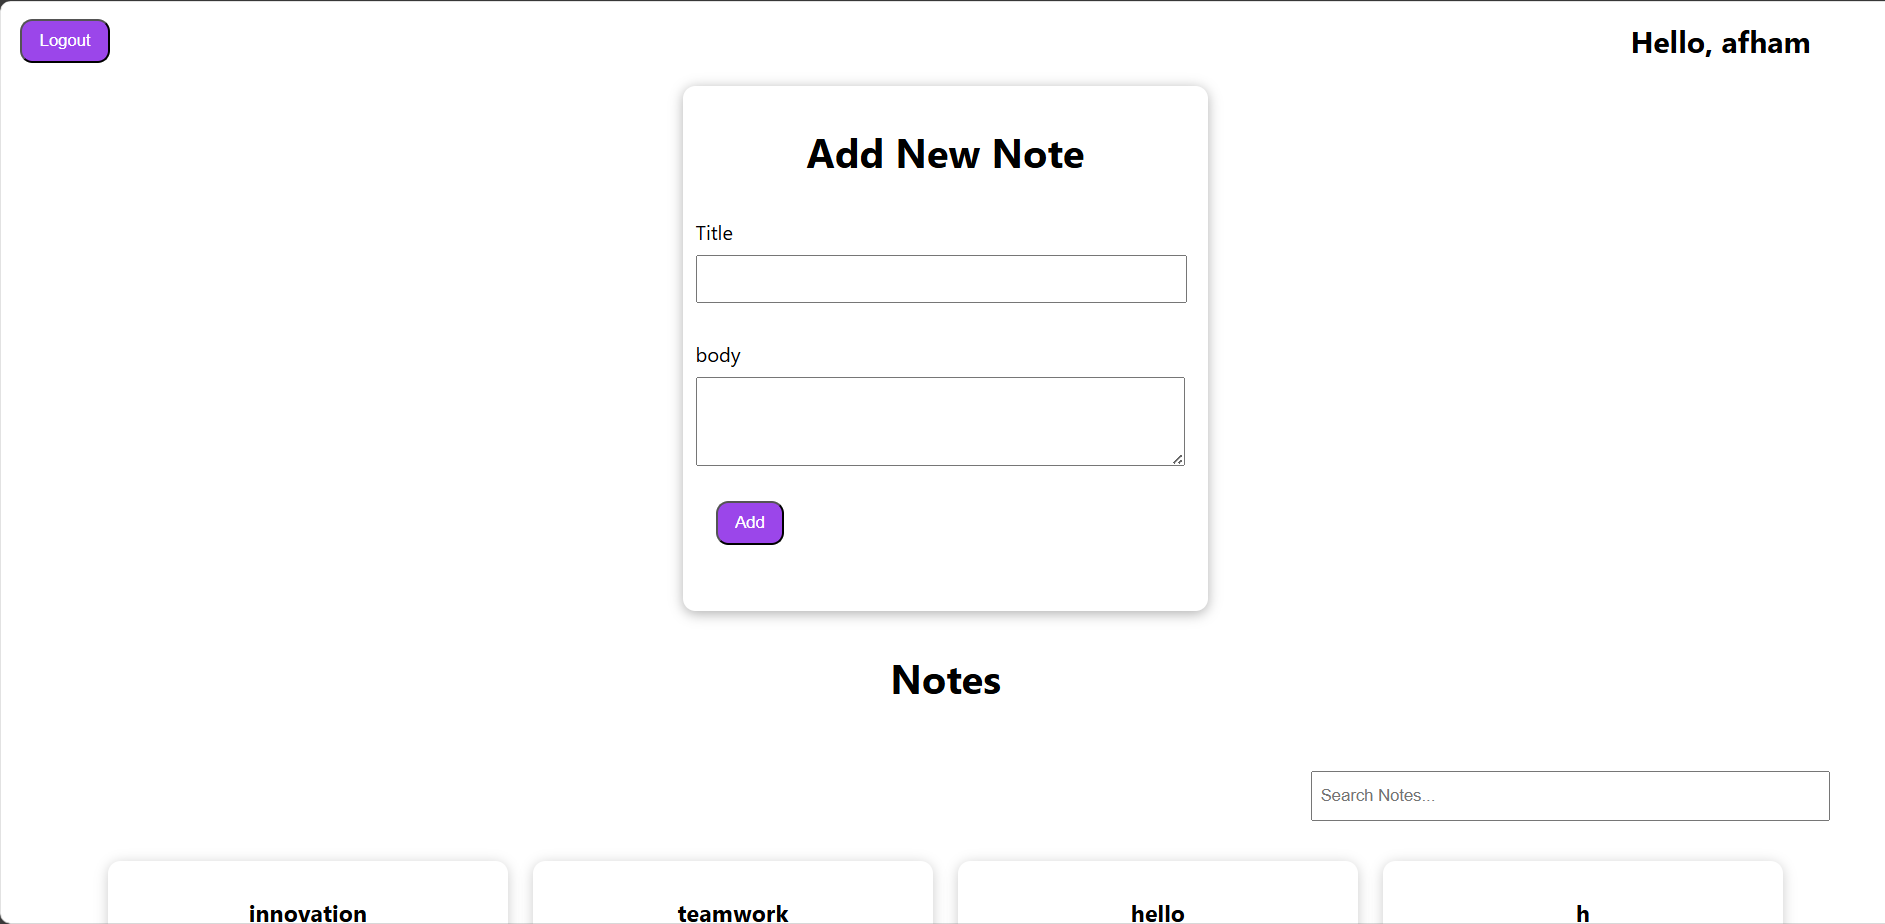 Logout
Hello, afham
Add New Note
Title
body
Add
Notes
Search Notes...
innovation
teamwork
hello
h